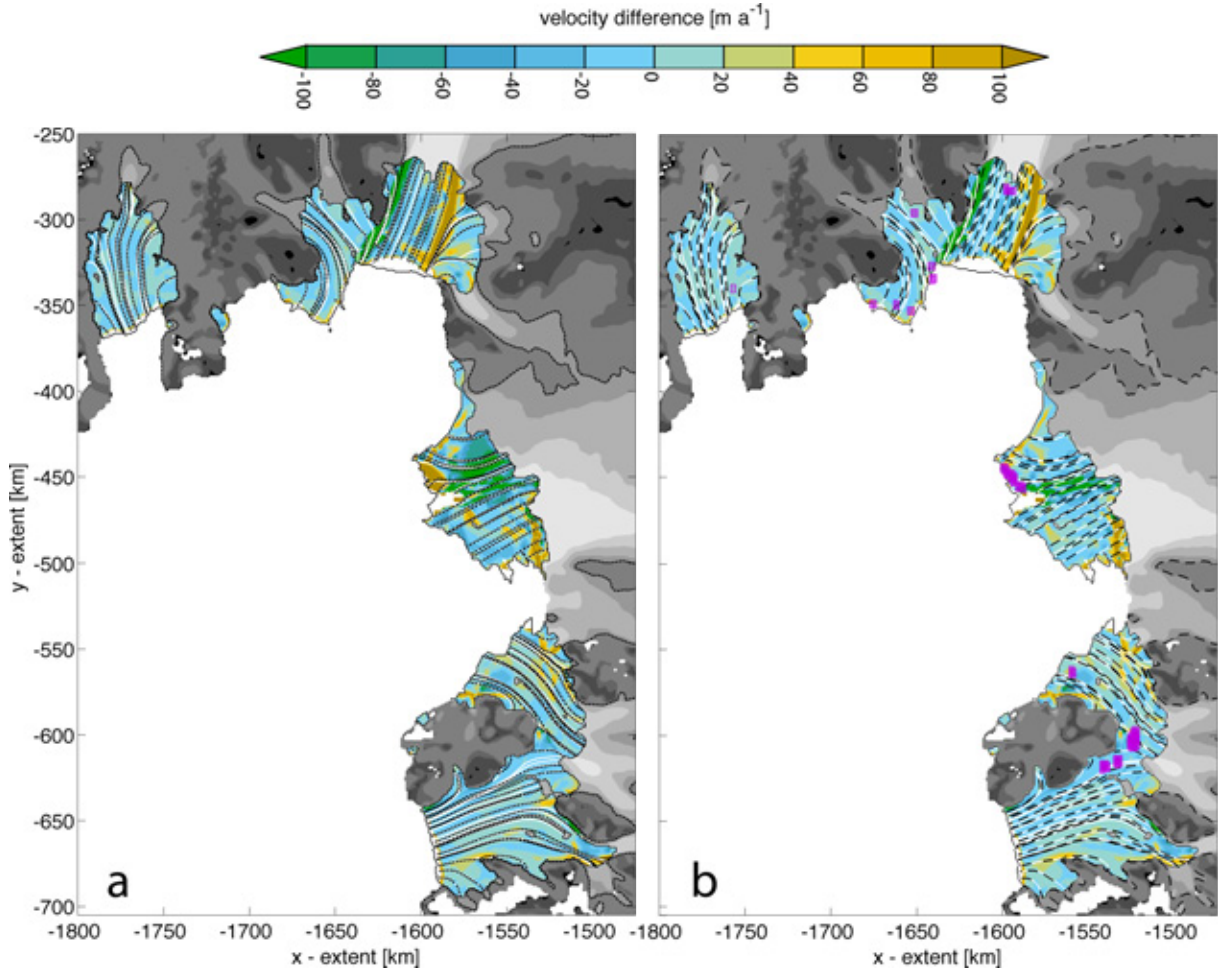 velocity difference [m a⁻¹]
-100 -80 -60 -40 -20 0 20 40 60 80 100
-250
-300
-350
-400
-450
-500
-550
-600
-650
-700
y - extent [km]
a b
-1800 -1750 -1700 -1650 -1600 -1550 -1500 -1800 -1750 -1700 -1650 -1600 -1550 -1500
x - extent [km] x - extent [km]